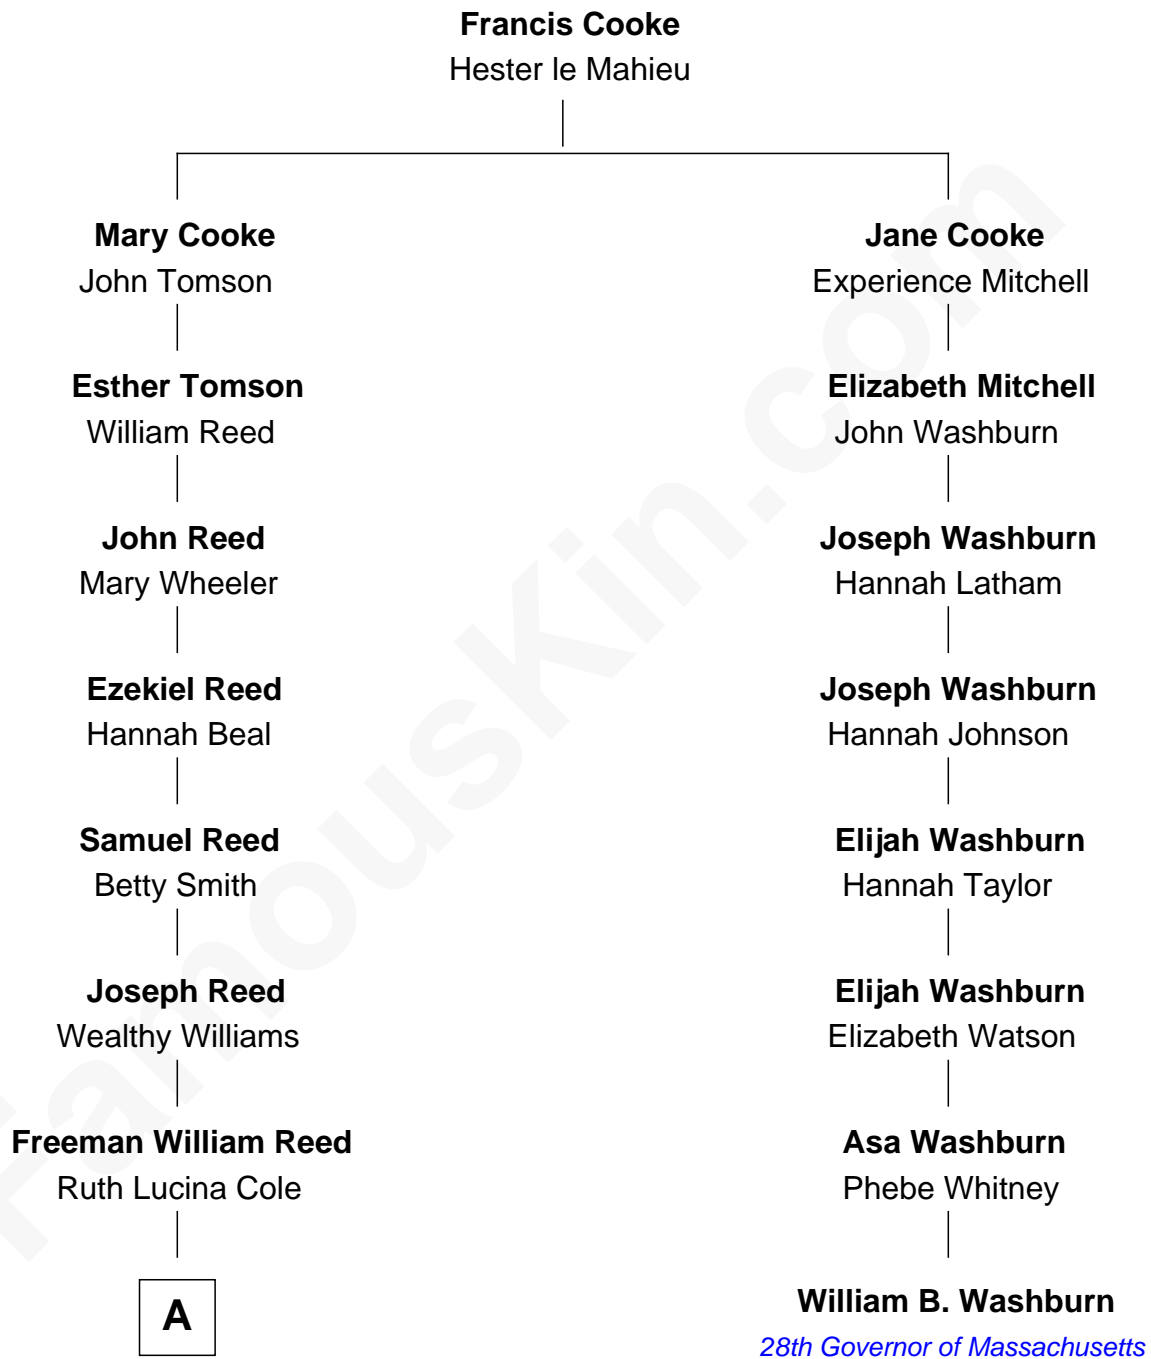 Francis Cooke
Hester le Mahieu
Mary Cooke
John Tomson
Jane Cooke
Experience Mitchell
Esther Tomson
William Reed
Elizabeth Mitchell
John Washburn
John Reed
Mary Wheeler
Joseph Washburn
Hannah Latham
Ezekiel Reed
Hannah Beal
Joseph Washburn
Hannah Johnson
Samuel Reed
Betty Smith
Elijah Washburn
Hannah Taylor
Joseph Reed
Wealthy Williams
Elijah Washburn
Elizabeth Watson
Freeman William Reed
Ruth Lucina Cole
Asa Washburn
Phebe Whitney
A
William B. Washburn
28th Governor of Massachusetts
FamousKin.com